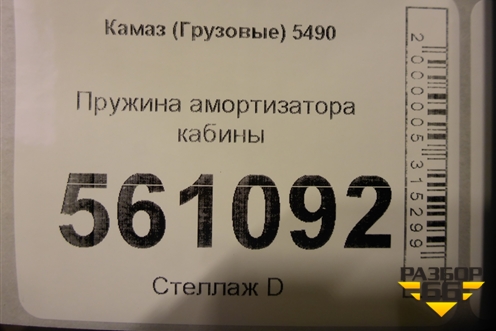 Камаз (Грузовые) 5490
Пружина амортизатора
кабины
561092
Стеллаж D
2000005315299
РАЗБОР
66